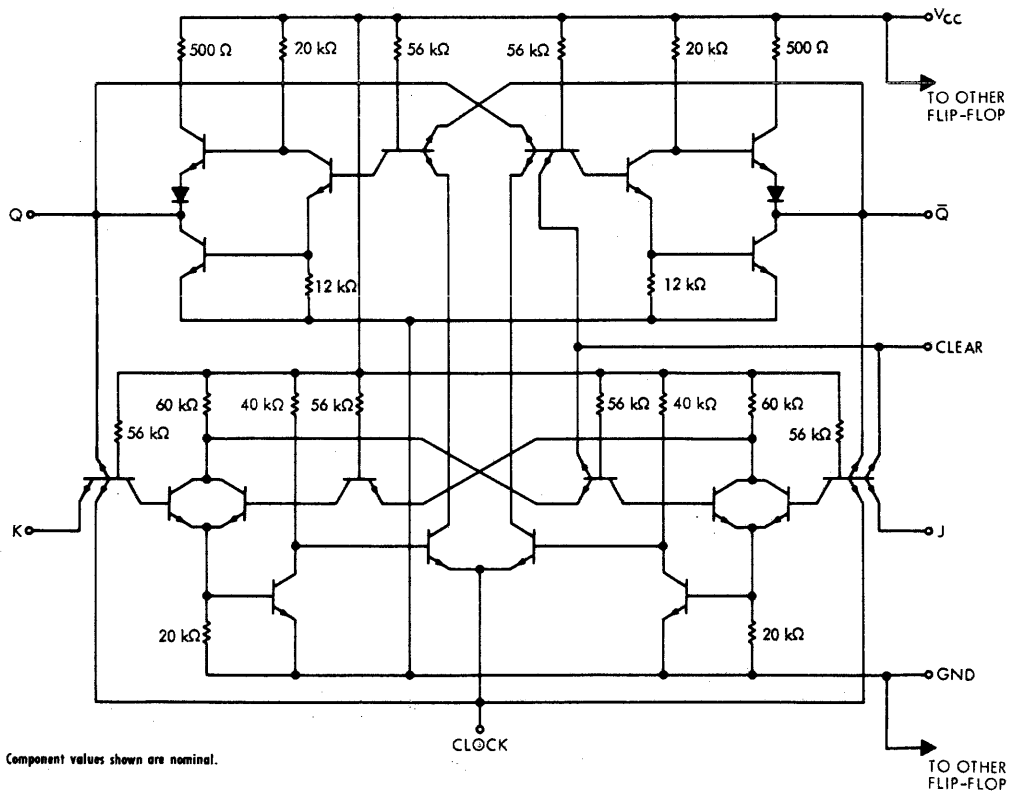 VCC
500 Ω
20 kΩ
56 kΩ
56 kΩ
20 kΩ
500 Ω
TO OTHER
FLIP-FLOP
Q
Q̄
12 kΩ
12 kΩ
CLEAR
60 kΩ
40 kΩ
56 kΩ
56 kΩ
40 kΩ
60 kΩ
56 kΩ
56 kΩ
K
J
20 kΩ
20 kΩ
GND
CLOCK
Component values shown are nominal.
TO OTHER
FLIP-FLOP